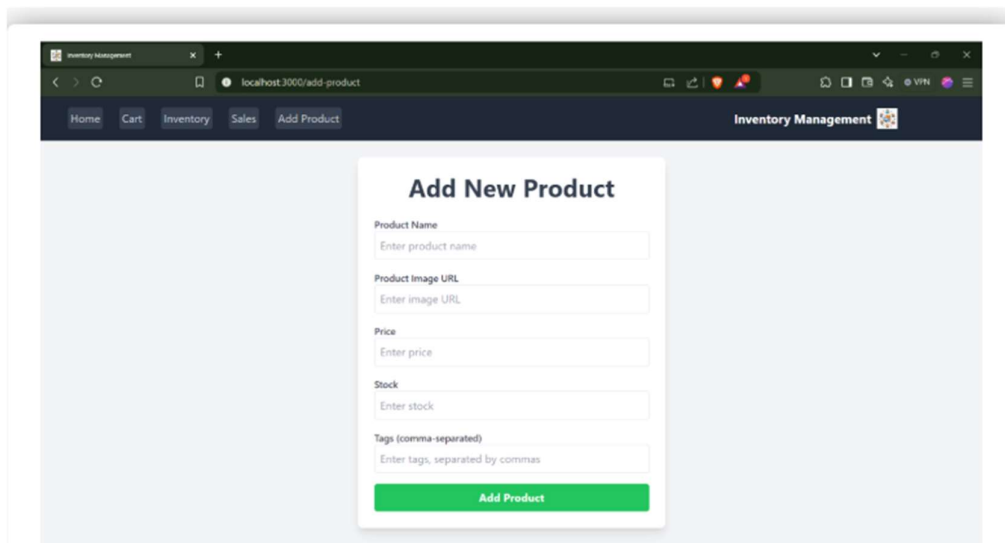 Inventory Management
localhost:3000/add-product
VPN
Home Cart Inventory Sales Add Product
Inventory Management
Add New Product
Product Name
Enter product name
Product Image URL
Enter image URL
Price
Enter price
Stock
Enter stock
Tags (comma-separated)
Enter tags, separated by commas
Add Product